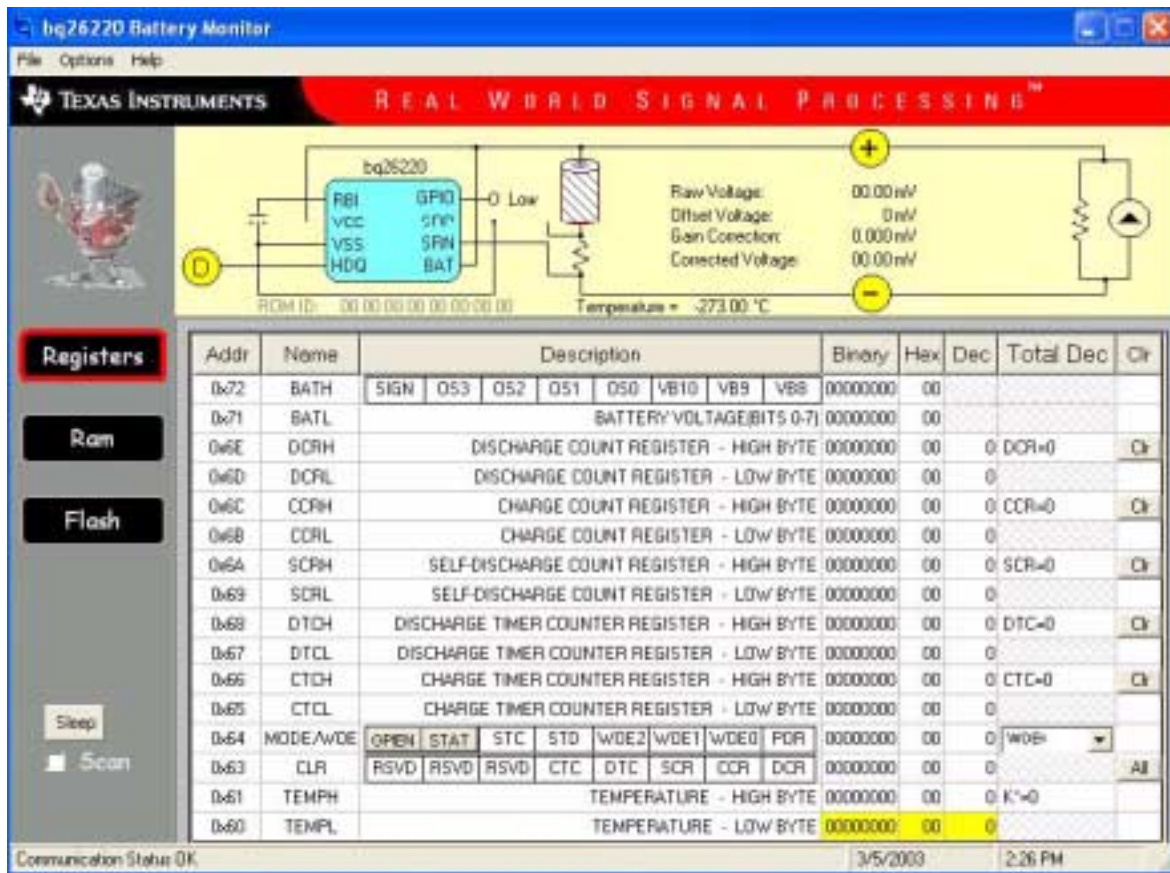 bq26220 Battery Monitor
File Options Help
TEXAS INSTRUMENTS REAL WORLD SIGNAL PROCESSING™
bq26220
RBI GPIO Low
VCC SRP
VSS SRN
HDQ BAT
D
+
−
Raw Voltage: 00.00 mV
Offset Voltage: 0 mV
Gain Correction: 0.000 mV
Corrected Voltage: 00.00 mV
ROM ID: 00 00 00 00 00 00 00 00
Temperature = -273.00 °C
Registers
Ram
Flash
Sleep
Scan
Addr Name Description Binary Hex Dec Total Dec Clr
0x72 BATH SIGN OS3 OS2 OS1 OS0 VB10 VB9 VB8 00000000 00
0x71 BATL BATTERY VOLTAGE(BITS 0-7) 00000000 00
0x6E DCRH DISCHARGE COUNT REGISTER - HIGH BYTE 00000000 00 0 DCR=0 Clr
0x6D DCRL DISCHARGE COUNT REGISTER - LOW BYTE 00000000 00 0
0x6C CCRH CHARGE COUNT REGISTER - HIGH BYTE 00000000 00 0 CCR=0 Clr
0x6B CCRL CHARGE COUNT REGISTER - LOW BYTE 00000000 00 0
0x6A SCRH SELF-DISCHARGE COUNT REGISTER - HIGH BYTE 00000000 00 0 SCR=0 Clr
0x69 SCRL SELF-DISCHARGE COUNT REGISTER - LOW BYTE 00000000 00 0
0x68 DTCH DISCHARGE TIMER COUNTER REGISTER - HIGH BYTE 00000000 00 0 DTC=0 Clr
0x67 DTCL DISCHARGE TIMER COUNTER REGISTER - LOW BYTE 00000000 00 0
0x66 CTCH CHARGE TIMER COUNTER REGISTER - HIGH BYTE 00000000 00 0 CTC=0 Clr
0x65 CTCL CHARGE TIMER COUNTER REGISTER - LOW BYTE 00000000 00 0
0x64 MODE/WOE GPIEN STAT STC STD WOE2 WOE1 WOE0 POR 00000000 00 0 WOE=
0x63 CLR RSVD RSVD RSVD CTC DTC SCR CCR DCR 00000000 00 0 All
0x61 TEMPH TEMPERATURE - HIGH BYTE 00000000 00 0 K°=0
0x60 TEMPL TEMPERATURE - LOW BYTE 00000000 00 0
Communication Status OK. 3/5/2003 2:26 PM